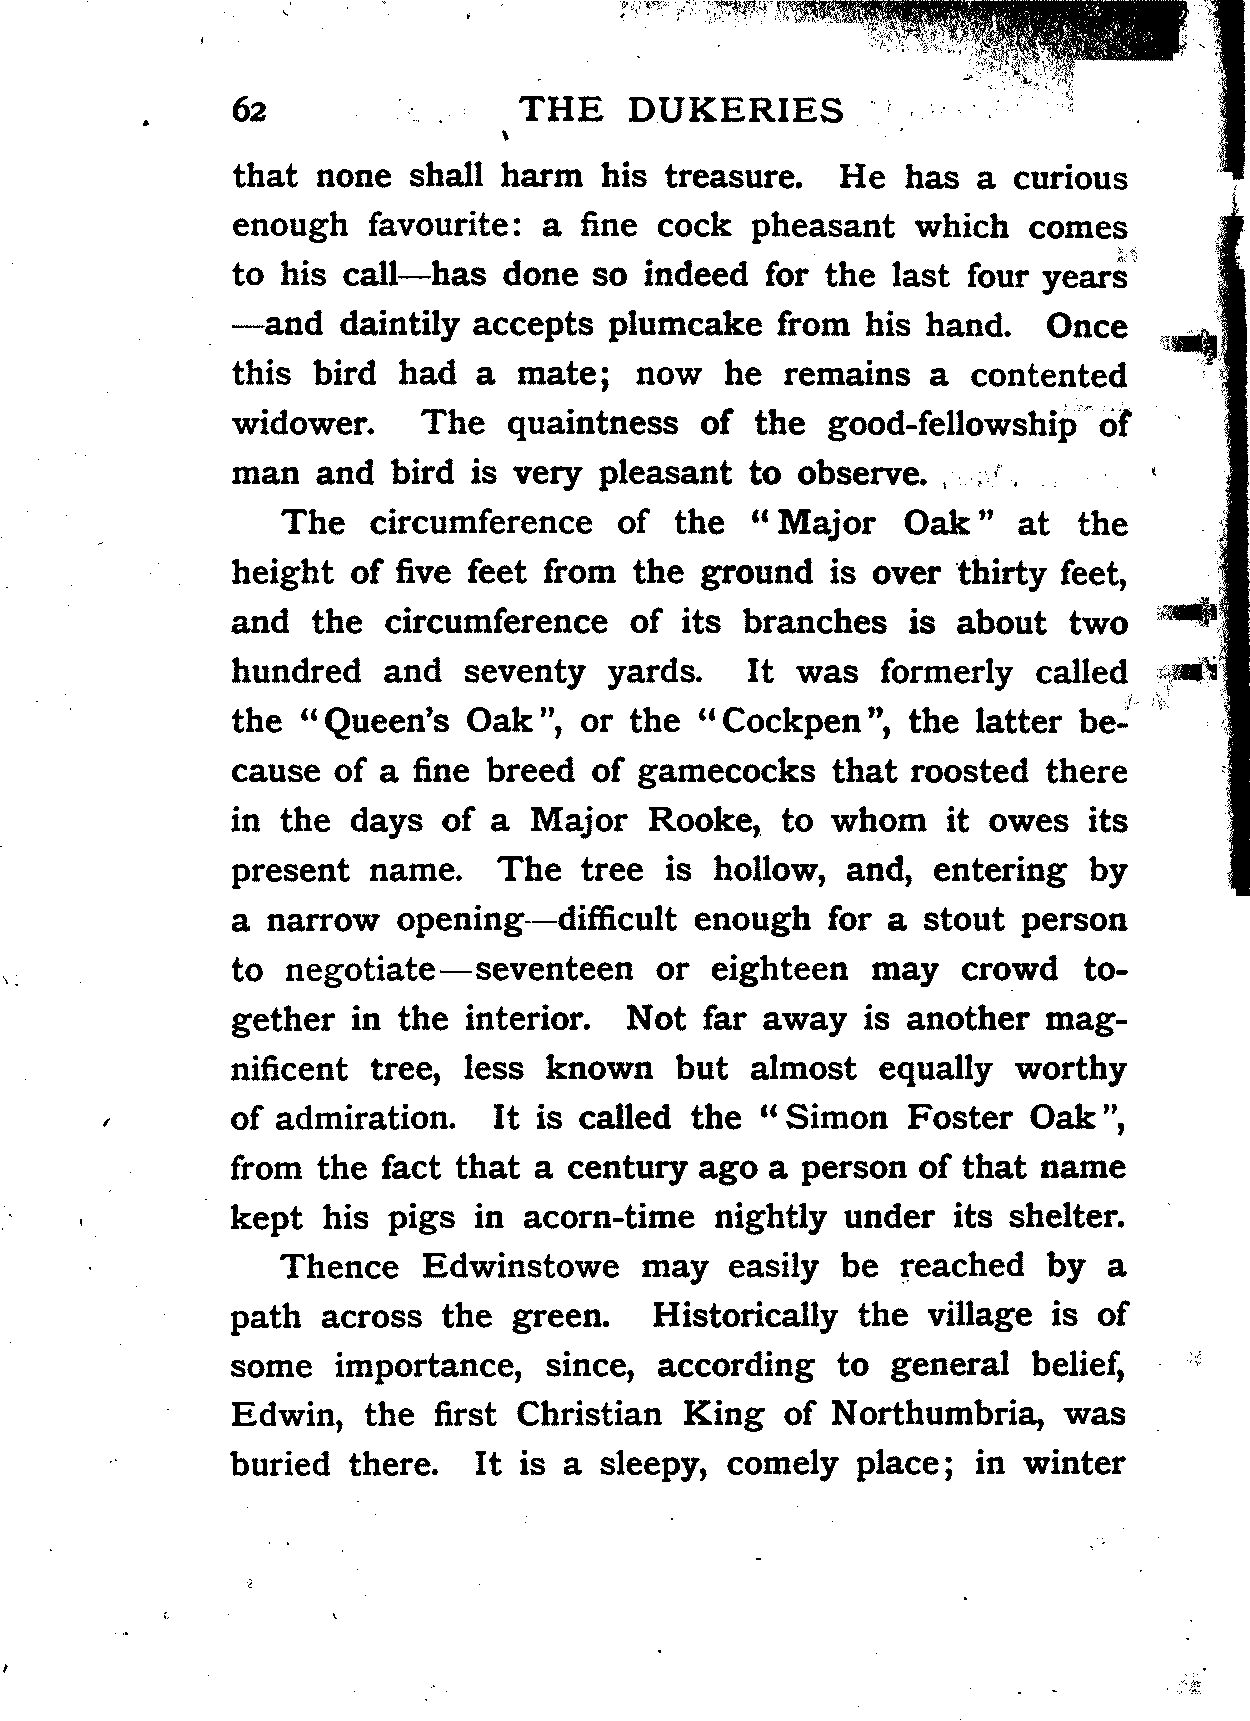 62 THE DUKERIES
that none shall harm his treasure. He has a curious
enough favourite: a fine cock pheasant which comes
to his call—has done so indeed for the last four years
—and daintily accepts plumcake from his hand. Once
this bird had a mate; now he remains a contented
widower. The quaintness of the good-fellowship of
man and bird is very pleasant to observe.
The circumference of the "Major Oak" at the
height of five feet from the ground is over thirty feet,
and the circumference of its branches is about two
hundred and seventy yards. It was formerly called
the "Queen's Oak", or the "Cockpen", the latter be-
cause of a fine breed of gamecocks that roosted there
in the days of a Major Rooke, to whom it owes its
present name. The tree is hollow, and, entering by
a narrow opening—difficult enough for a stout person
to negotiate—seventeen or eighteen may crowd to-
gether in the interior. Not far away is another mag-
nificent tree, less known but almost equally worthy
of admiration. It is called the "Simon Foster Oak",
from the fact that a century ago a person of that name
kept his pigs in acorn-time nightly under its shelter.
Thence Edwinstowe may easily be reached by a
path across the green. Historically the village is of
some importance, since, according to general belief,
Edwin, the first Christian King of Northumbria, was
buried there. It is a sleepy, comely place; in winter